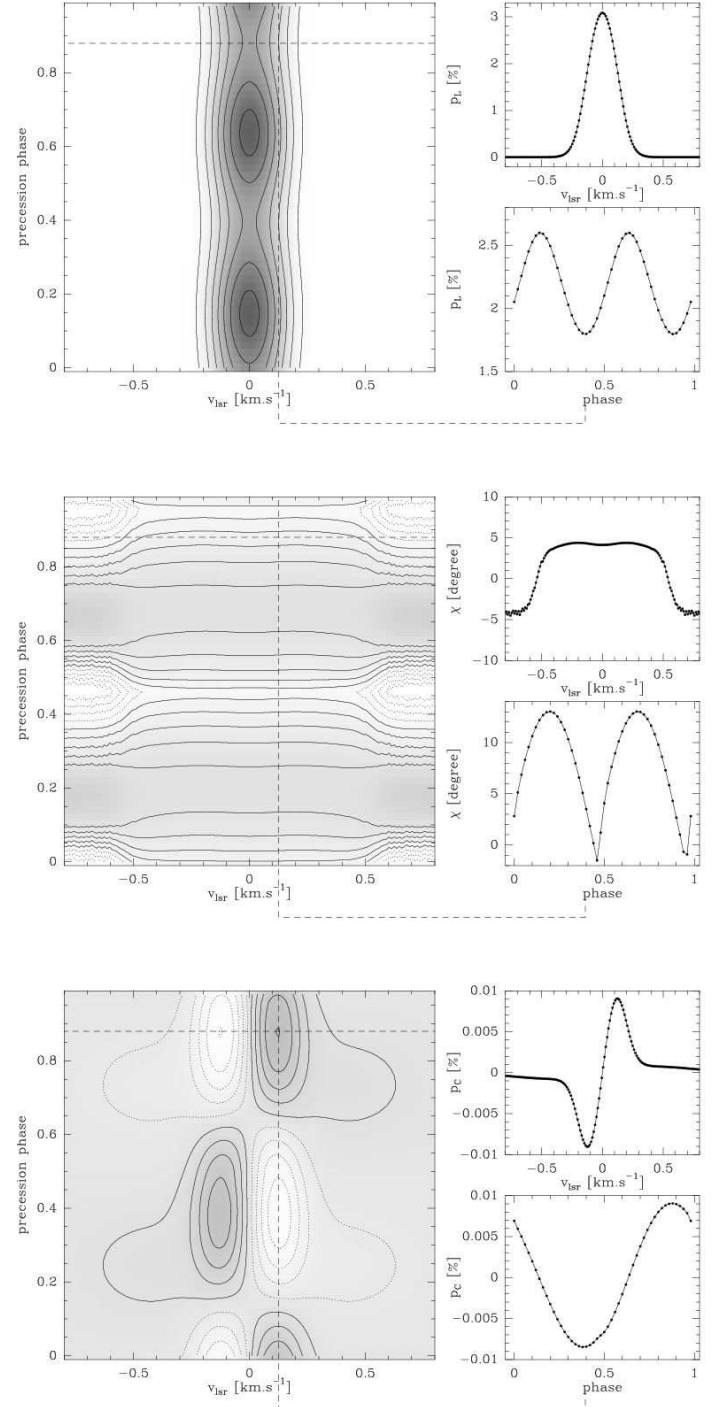 precession phase
0.8
0.6
0.4
0.2
0
−0.5 0 0.5
v_lsr [km.s^−1]
p_L [%]
3
2
1
0
−0.5 0 0.5
v_lsr [km.s^−1]
p_L [%]
2.5
2
1.5
0 0.5 1
phase
precession phase
0.8
0.6
0.4
0.2
0
−0.5 0 0.5
v_lsr [km.s^−1]
χ [degree]
10
5
0
−5
−10
−0.5 0 0.5
v_lsr [km.s^−1]
χ [degree]
10
5
0
0 0.5 1
phase
precession phase
0.8
0.6
0.4
0.2
0
−0.5 0 0.5
v_lsr [km.s^−1]
p_C [%]
0.01
0.005
0
−0.005
−0.01
−0.5 0 0.5
v_lsr [km.s^−1]
p_C [%]
0.01
0.005
0
−0.005
−0.01
0 0.5 1
phase